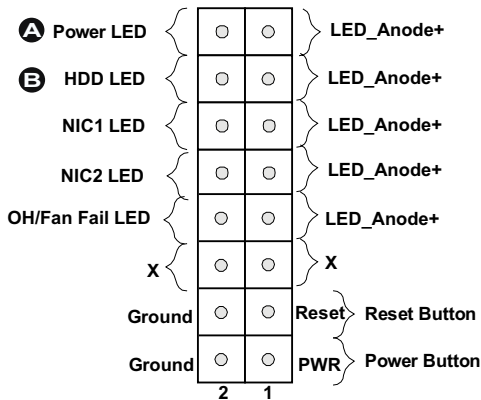 A Power LED LED_Anode+
B HDD LED LED_Anode+
NIC1 LED LED_Anode+
NIC2 LED LED_Anode+
OH/Fan Fail LED LED_Anode+
X X
Ground Reset Reset Button
Ground PWR Power Button
2 1